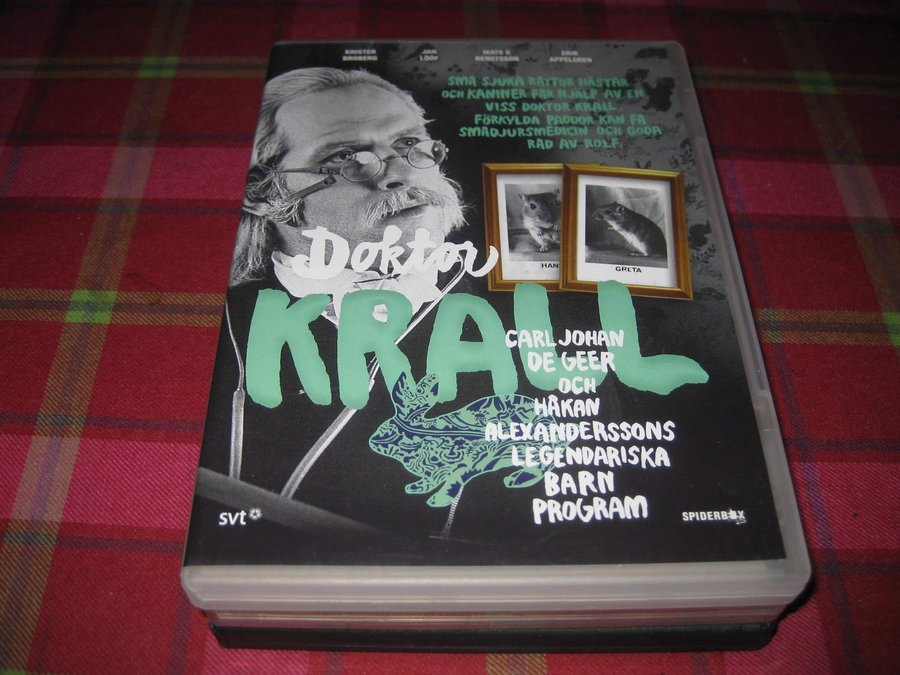 KRISTER BROBERG
JAN LÖÖF
MATS G BENGTSSON
ERIK APPELGREN
SMÅ SJUKA RÅTTOR HÄSTAR
OCH KANINER FÅR HJÄLP AV EN
VISS DOKTOR KRALL.
FÖRKYLDA PADDOR KAN FÅ
SMÅDJURSMEDICIN OCH GODA
RÅD AV ROLF.
HAN
GRETA
Doktor
KRALL
CARL JOHAN
DE GEER
OCH
HÅKAN
ALEXANDERSSONS
LEGENDARISKA
BARN
PROGRAM
svt
SPIDERBOX